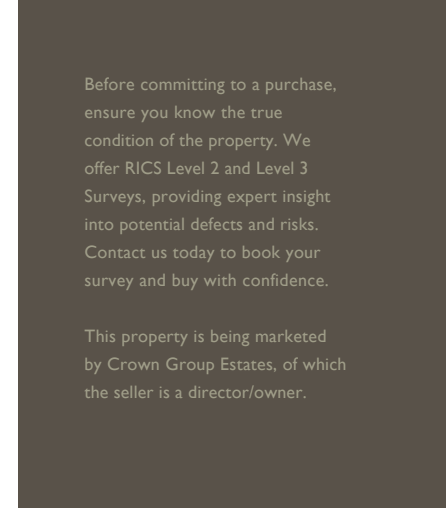 Before committing to a purchase,
ensure you know the true
condition of the property. We
offer RICS Level 2 and Level 3
Surveys, providing expert insight
into potential defects and risks.
Contact us today to book your
survey and buy with confidence.
This property is being marketed
by Crown Group Estates, of which
the seller is a director/owner.